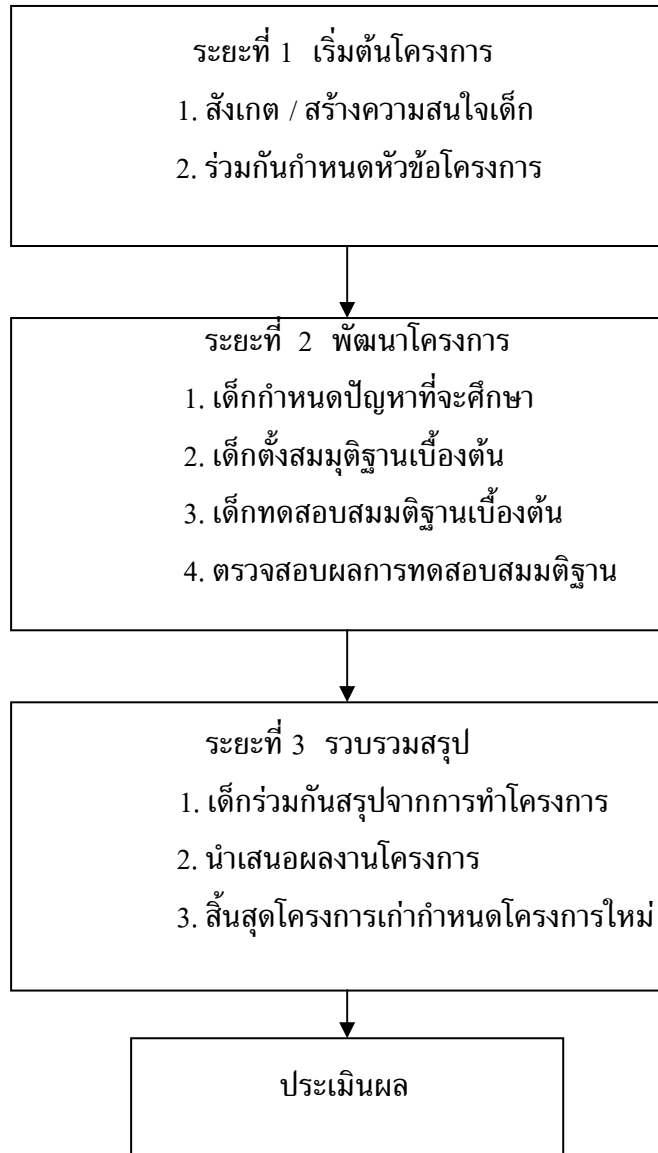 ระยะที่ 1 เริ่มต้นโครงการ
1. สังเกต / สร้างความสนใจเด็ก
2. ร่วมกันกำหนดหัวข้อโครงการ
ระยะที่ 2 พัฒนาโครงการ
1. เด็กกำหนดปัญหาที่จะศึกษา
2. เด็กตั้งสมมุติฐานเบื้องต้น
3. เด็กทดสอบสมมติฐานเบื้องต้น
4. ตรวจสอบผลการทดสอบสมมติฐาน
ระยะที่ 3 รวบรวมสรุป
1. เด็กร่วมกันสรุปจากการทำโครงการ
2. นำเสนอผลงานโครงการ
3. สิ้นสุดโครงการเก่ากำหนดโครงการใหม่
ประเมินผล